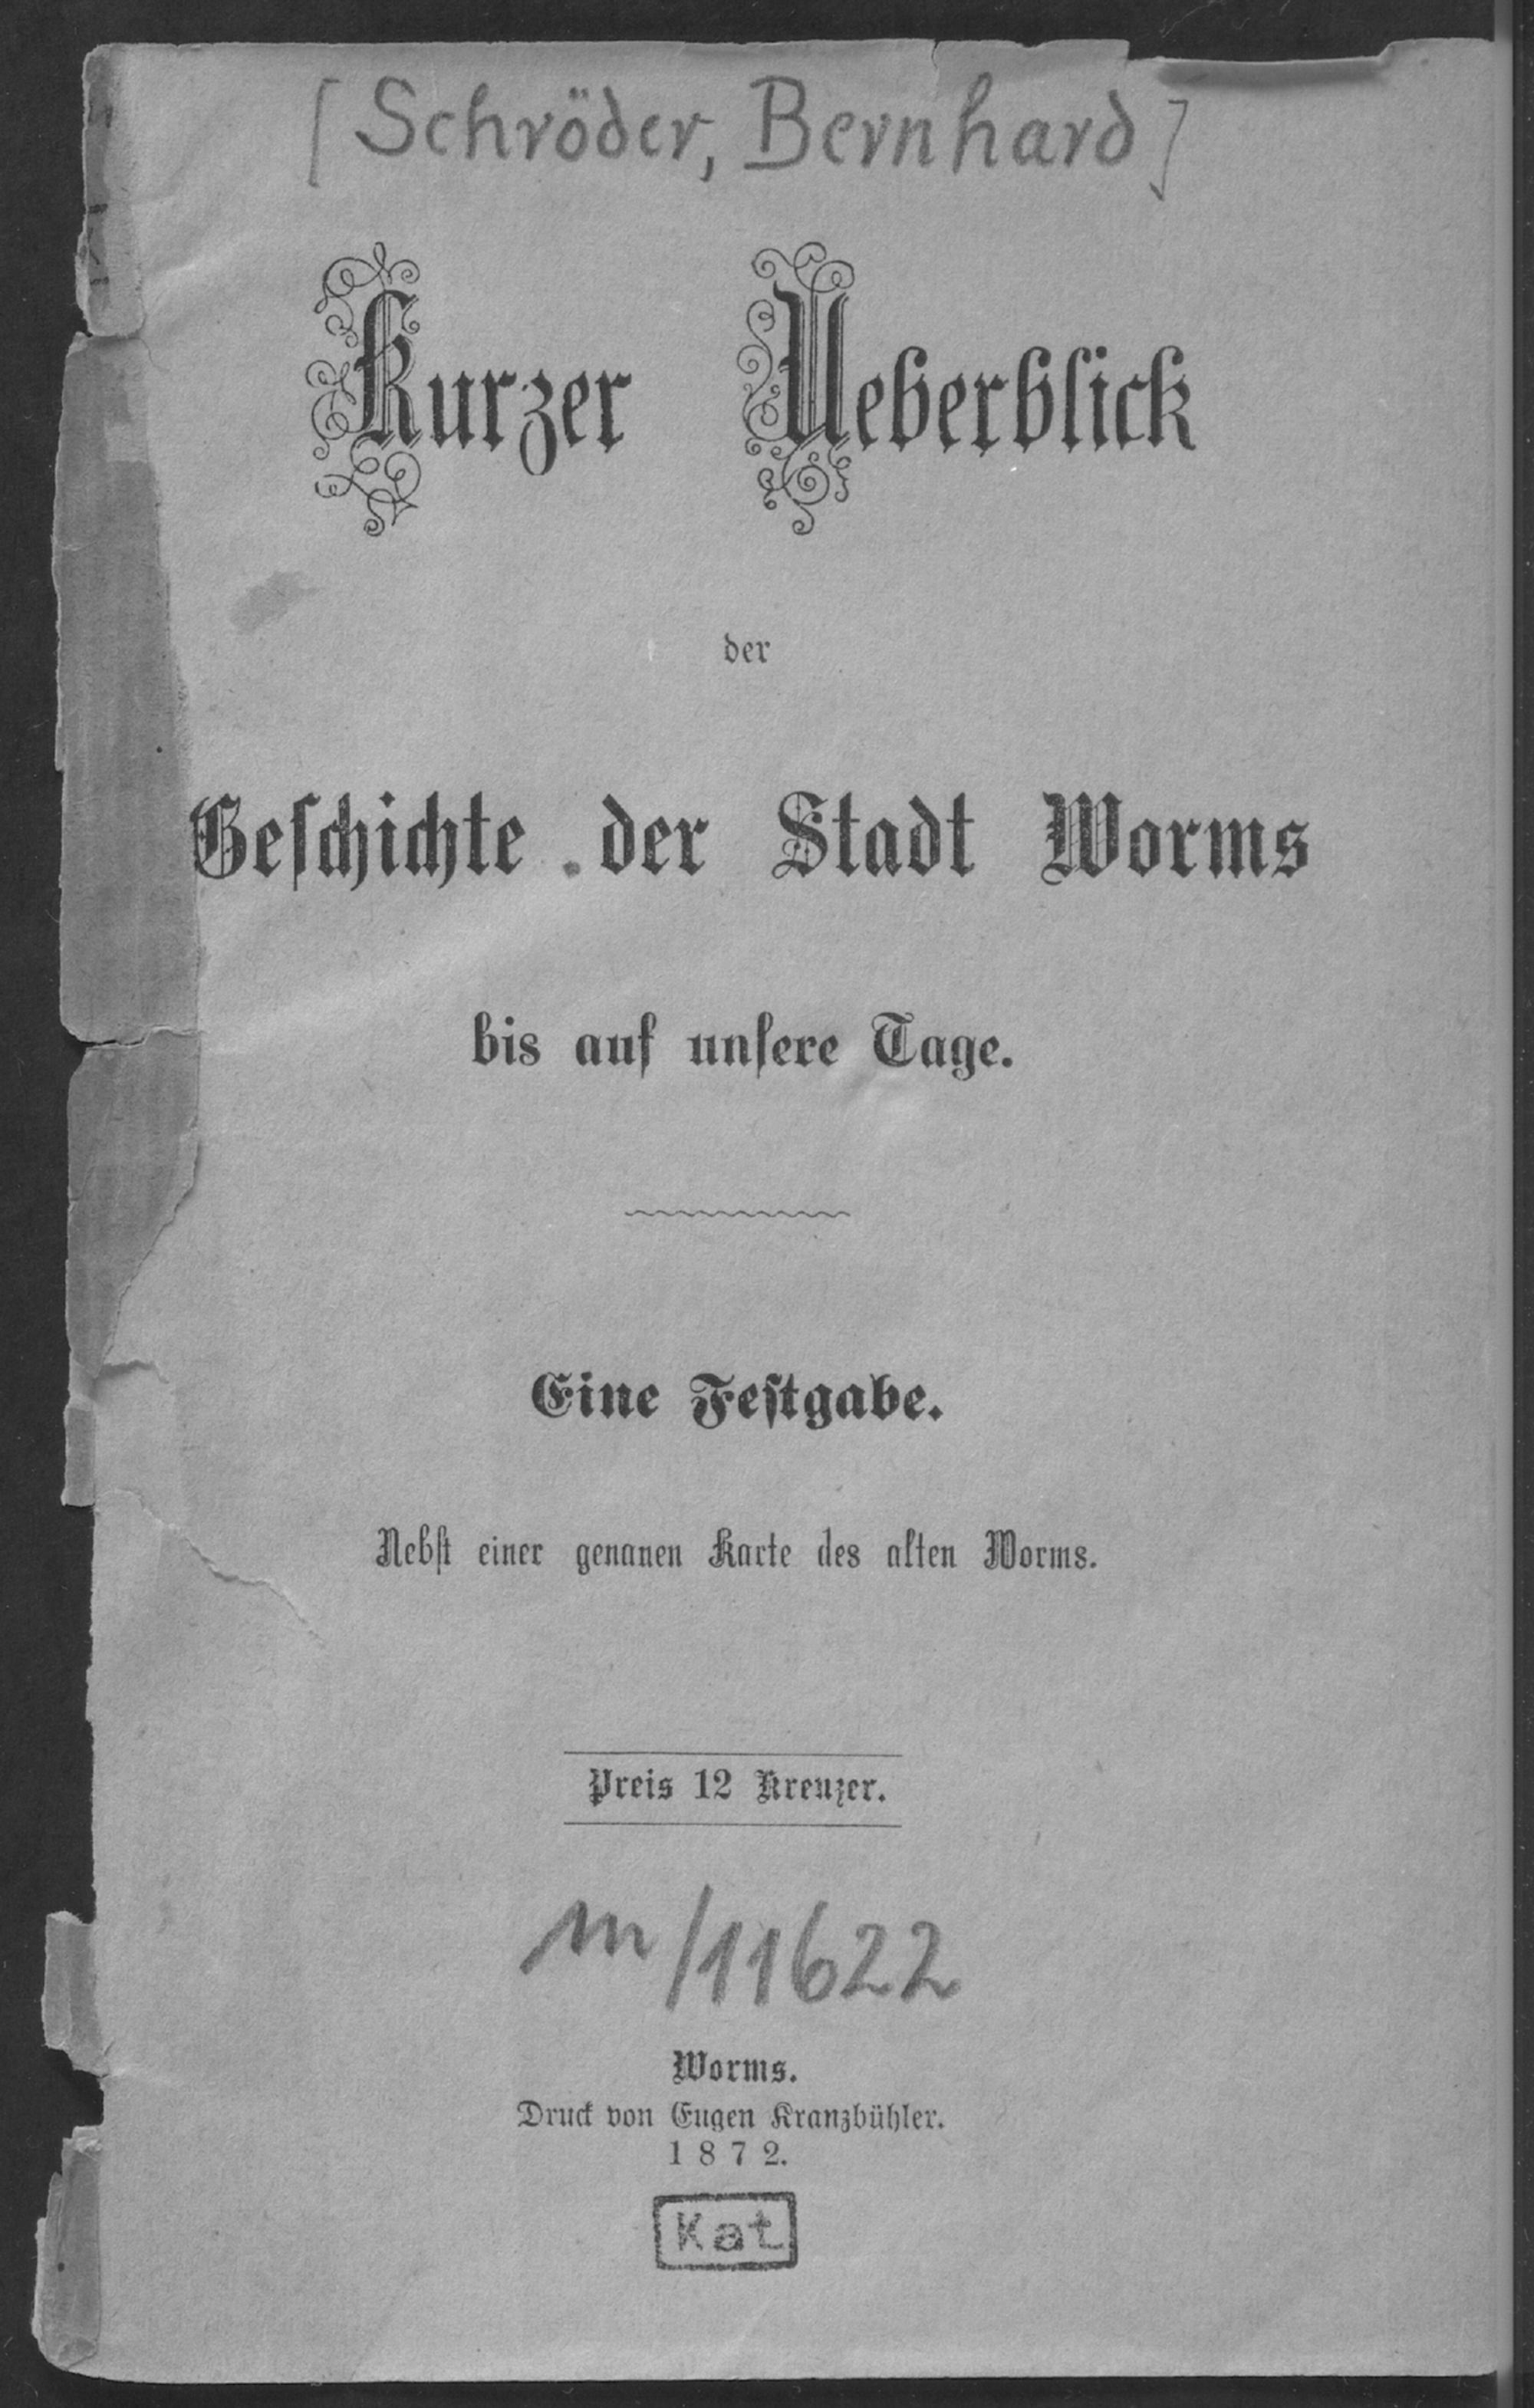 [Schröder, Bernhard]
Kurzer Ueberblick
der
Geſchichte der Stadt Worms
bis auf unſere Tage.
Eine Feſtgabe.
Nebſt einer genauen Karte des alten Worms.
Preis 12 Kreuzer.
m/11622
Worms.
Druck von Eugen Kranzbühler.
1872.
Kat